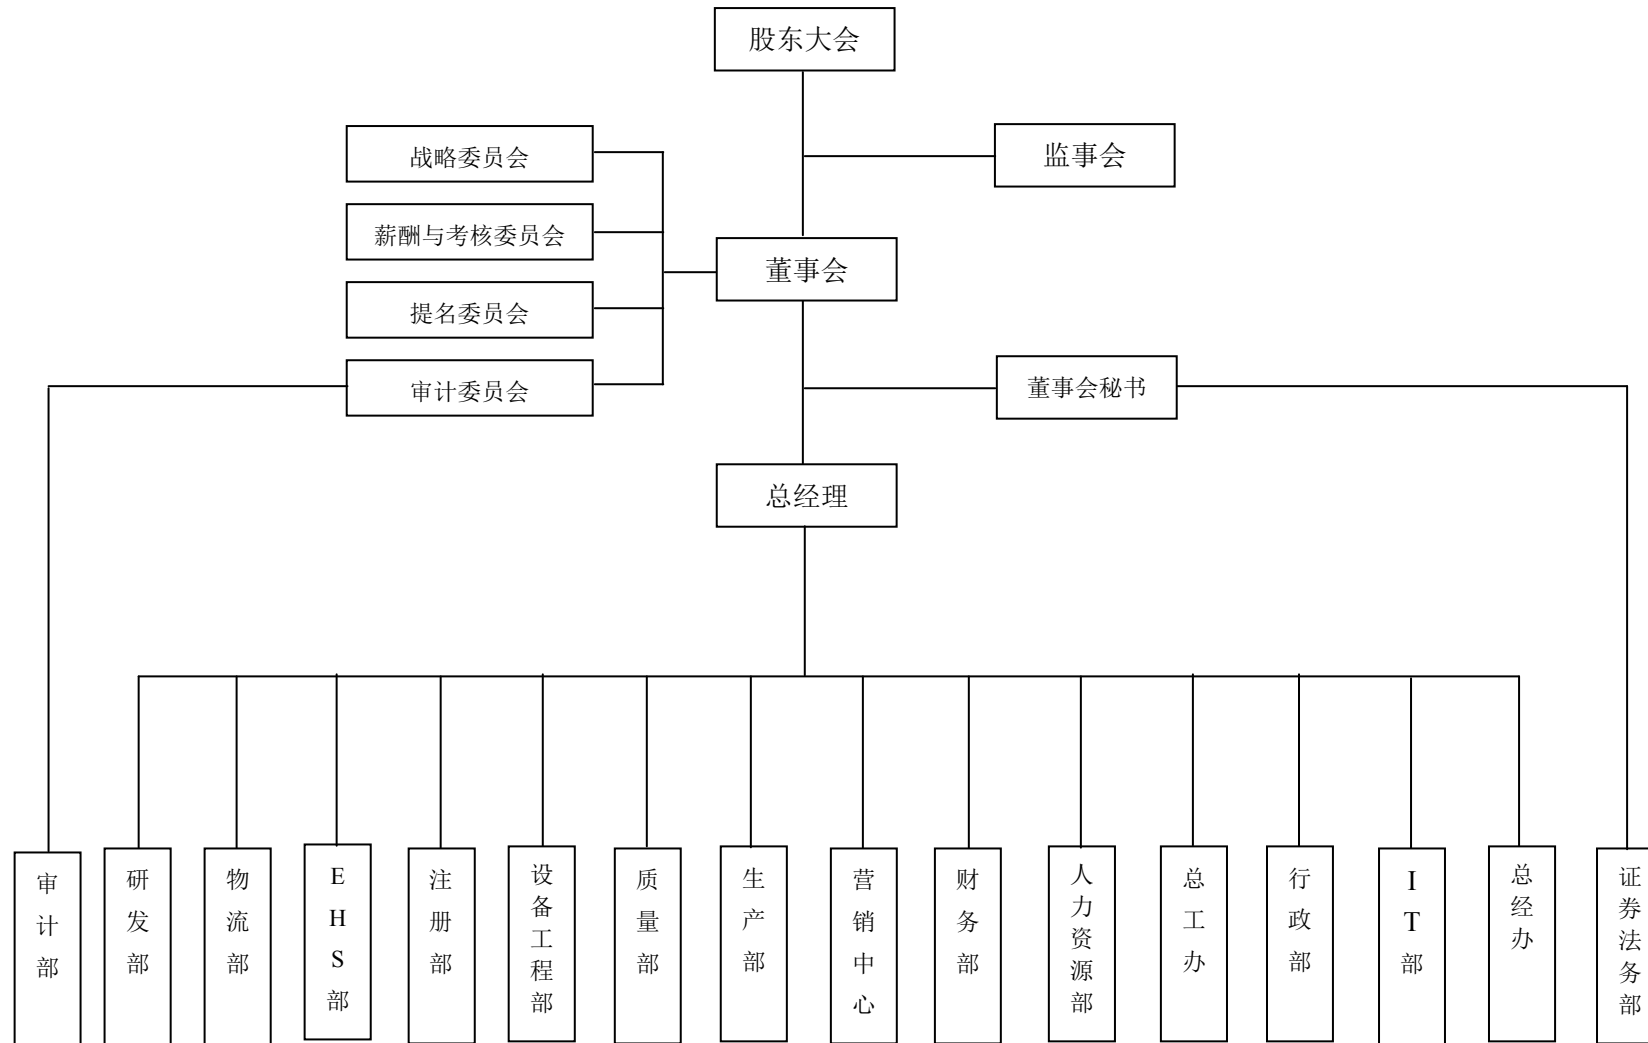 股东大会
战略委员会
监事会
薪酬与考核委员会
董事会
提名委员会
审计委员会
董事会秘书
总经理
审计部
研发部
物流部
EHS部
注册部
设备工程部
质量部
生产部
营销中心
财务部
人力资源部
总工办
行政部
IT部
总经办
证券法务部